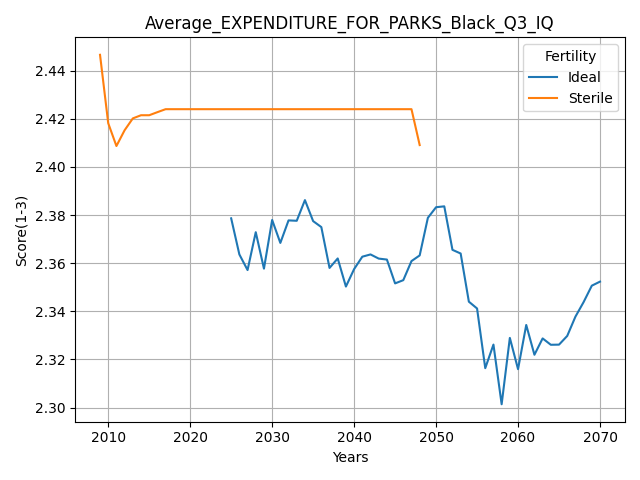 Average_EXPENDITURE_FOR_PARKS_Black_Q3_IQ
Fertility
Ideal
Sterile
Score(1-3)
2.44
2.42
2.40
2.38
2.36
2.34
2.32
2.30
2010 2020 2030 2040 2050 2060 2070
Years